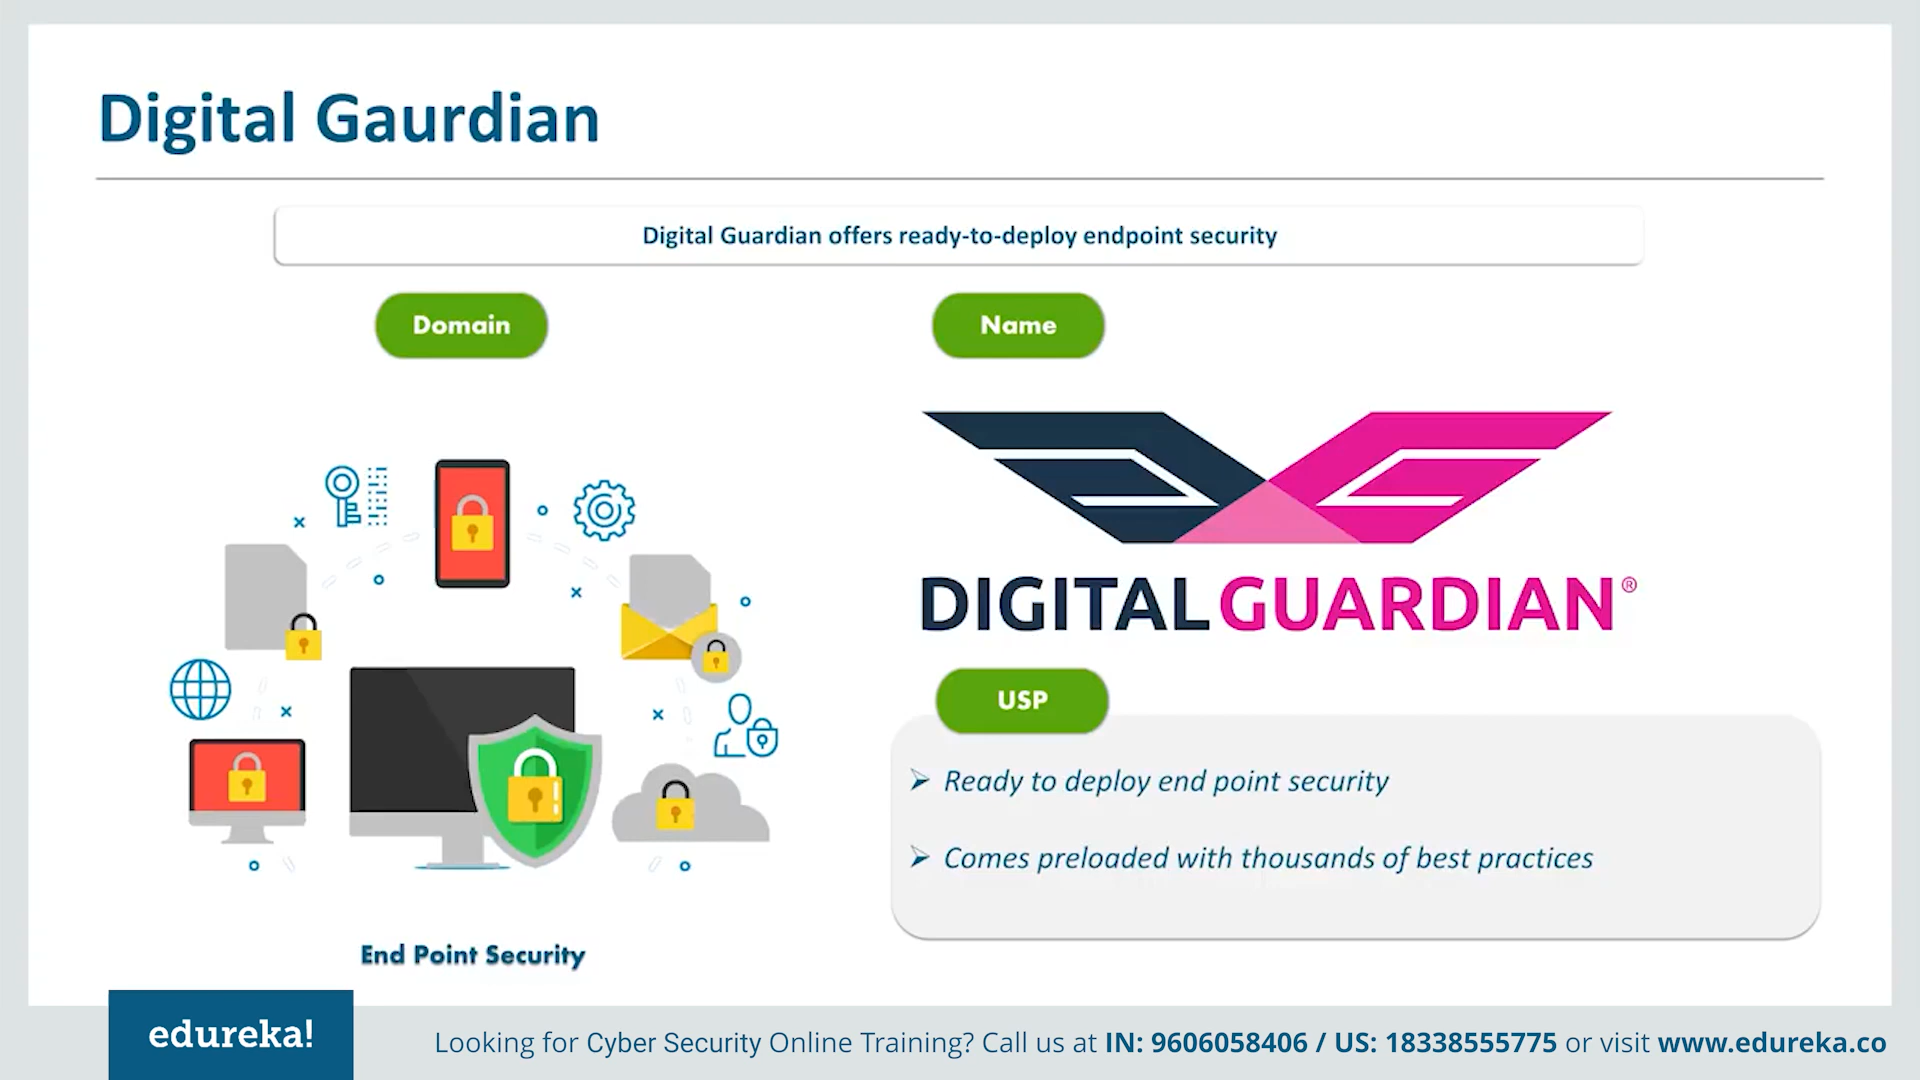 Digital Gaurdian
Digital Guardian offers ready-to-deploy endpoint security
Domain
Name
DIGITALGUARDIAN®
USP
Ready to deploy end point security
Comes preloaded with thousands of best practices
End Point Security
edureka!
Looking for Cyber Security Online Training? Call us at IN: 9606058406 / US: 18338555775 or visit www.edureka.co